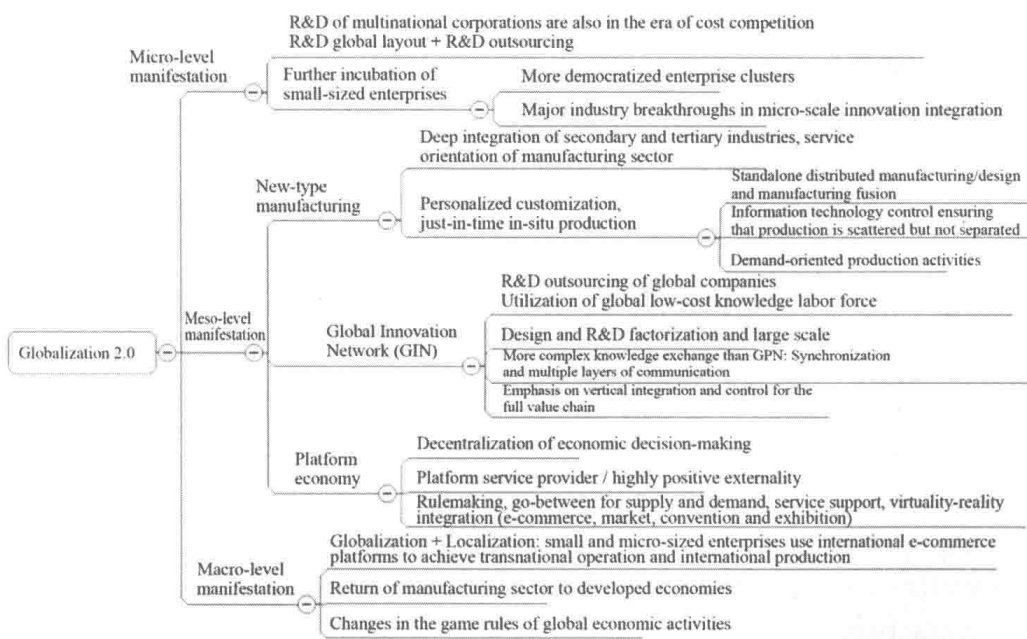 R&D of multinational corporations are also in the era of cost competition
R&D global layout + R&D outsourcing
Micro-level
manifestation
Further incubation of
small-sized enterprises
More democratized enterprise clusters
Major industry breakthroughs in micro-scale innovation integration
Deep integration of secondary and tertiary industries, service
orientation of manufacturing sector
New-type
manufacturing
Personalized customization,
just-in-time in-situ production
Standalone distributed manufacturing/design
and manufacturing fusion
Information technology control ensuring
that production is scattered but not separated
Demand-oriented production activities
Globalization 2.0
Meso-level
manifestation
R&D outsourcing of global companies
Utilization of global low-cost knowledge labor force
Global Innovation
Network (GIN)
Design and R&D factorization and large scale
More complex knowledge exchange than GPN: Synchronization
and multiple layers of communication
Emphasis on vertical integration and control for the
full value chain
Decentralization of economic decision-making
Platform
economy
Platform service provider / highly positive externality
Rulemaking, go-between for supply and demand, service support, virtuality-reality
integration (e-commerce, market, convention and exhibition)
Globalization + Localization: small and micro-sized enterprises use international e-commerce
platforms to achieve transnational operation and international production
Macro-level
manifestation
Return of manufacturing sector to developed economies
Changes in the game rules of global economic activities